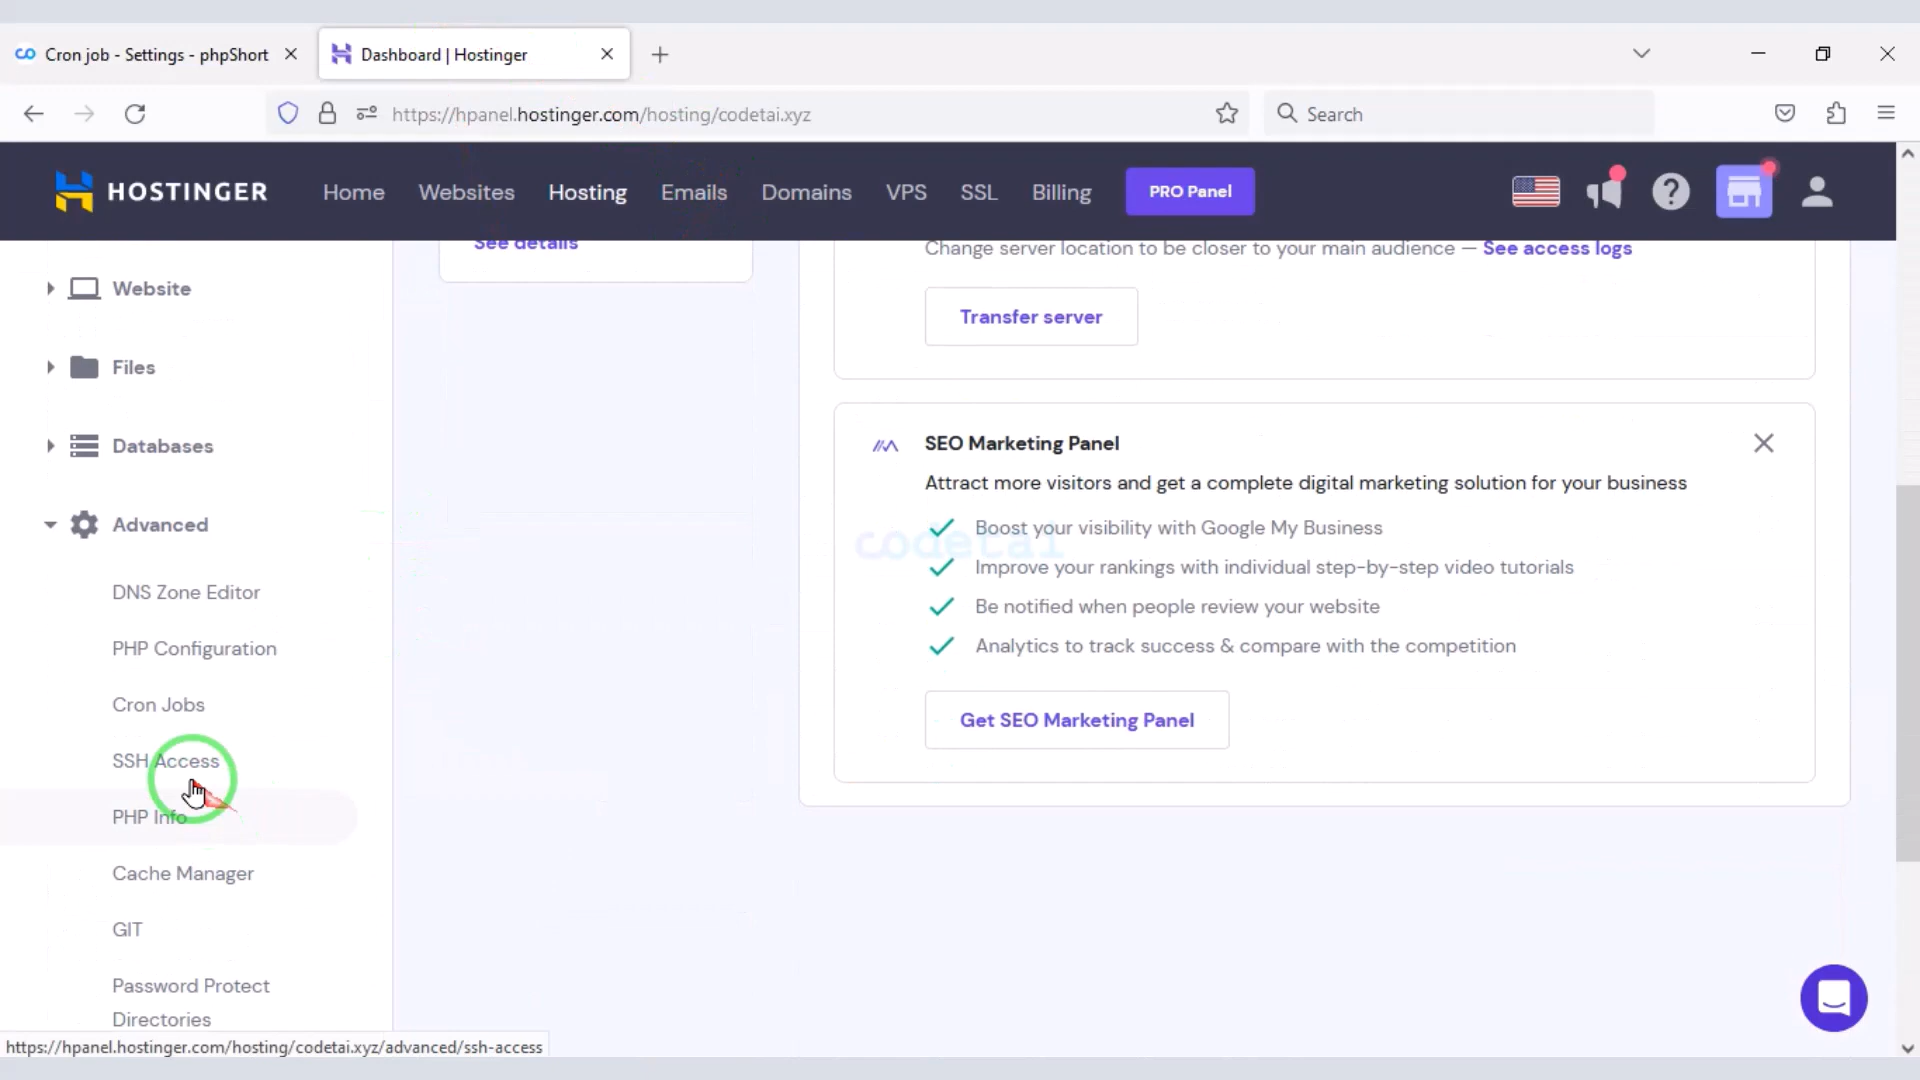 Cron job - Settings - phpShort
Dashboard | Hostinger
https://hpanel.hostinger.com/hosting/codetai.xyz
Search
HOSTINGER
Home
Websites
Hosting
Emails
Domains
VPS
SSL
Billing
PRO Panel
See details
Change server location to be closer to your main audience — See access logs
Website
Transfer server
Files
Databases
SEO Marketing Panel
Attract more visitors and get a complete digital marketing solution for your business
Advanced
Boost your visibility with Google My Business
codetai
Improve your rankings with individual step-by-step video tutorials
DNS Zone Editor
Be notified when people review your website
PHP Configuration
Analytics to track success & compare with the competition
Cron Jobs
Get SEO Marketing Panel
SSH Access
PHP Info
Cache Manager
GIT
Password Protect
Directories
https://hpanel.hostinger.com/hosting/codetai.xyz/advanced/ssh-access